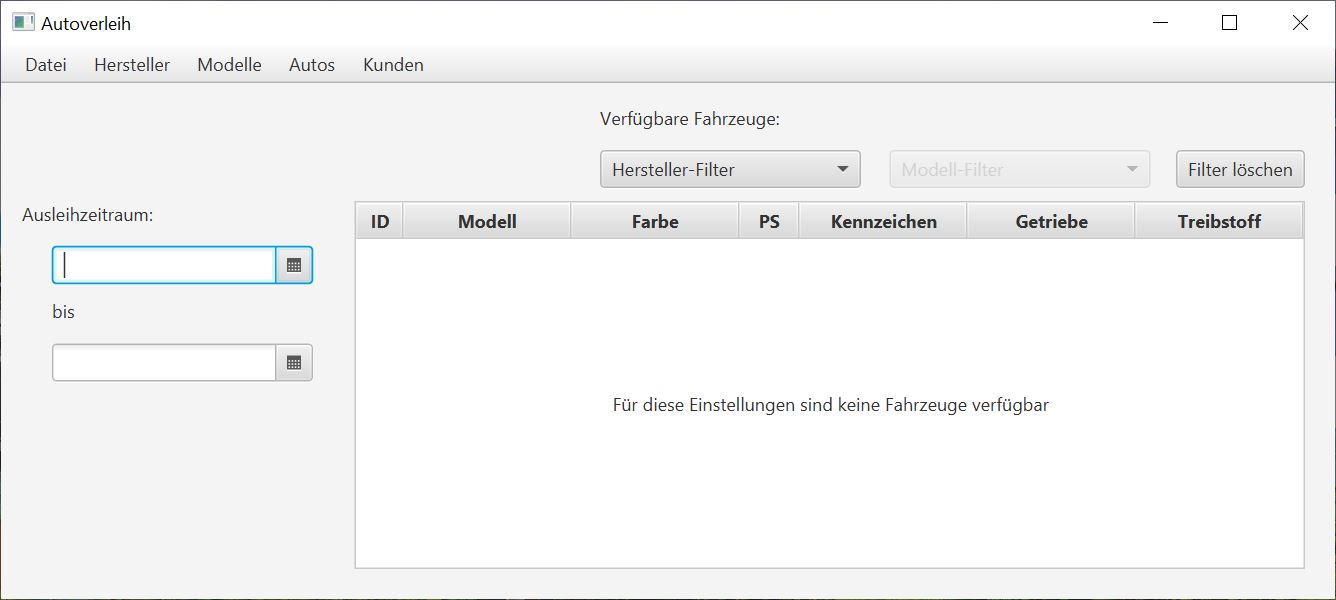 Autoverleih
Datei Hersteller Modelle Autos Kunden
Verfügbare Fahrzeuge:
Hersteller-Filter Modell-Filter Filter löschen
Ausleihzeitraum:
bis
ID Modell Farbe PS Kennzeichen Getriebe Treibstoff
Für diese Einstellungen sind keine Fahrzeuge verfügbar